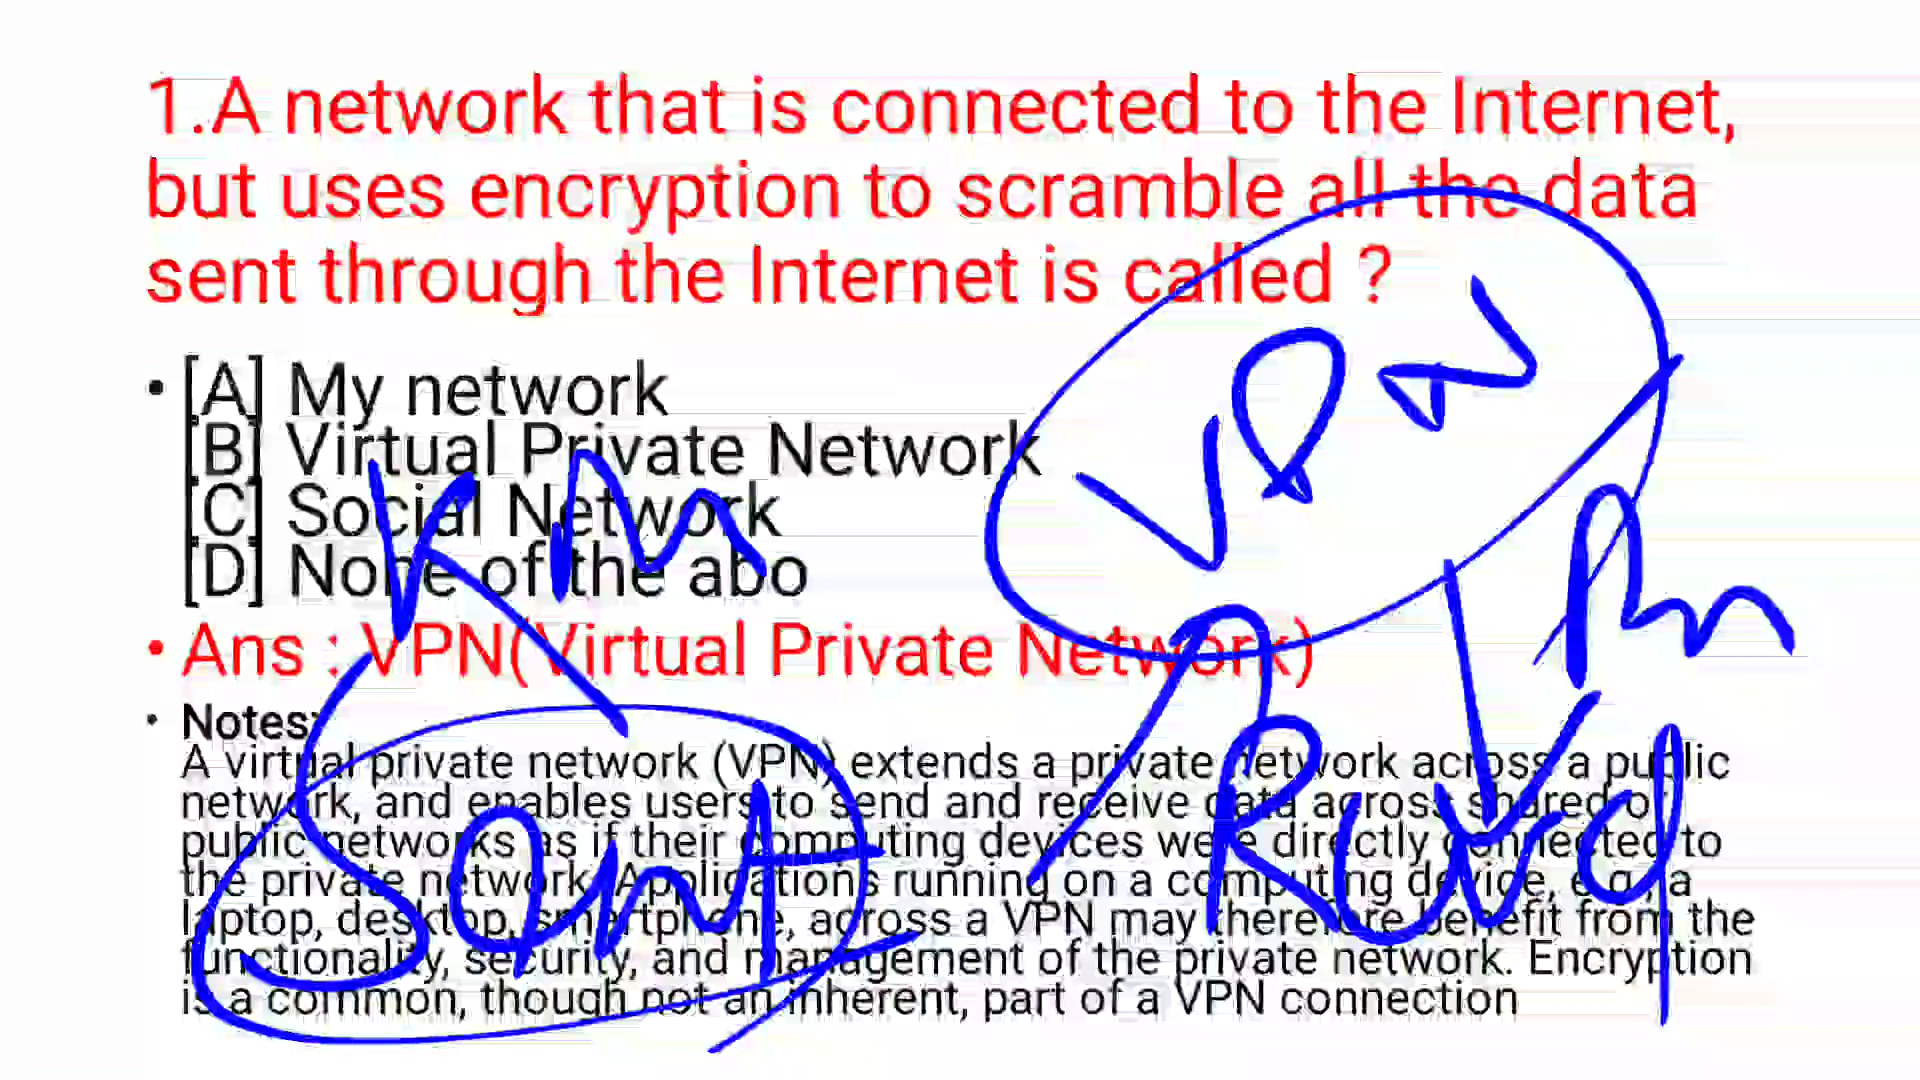 1.A network that is connected to the Internet,
but uses encryption to scramble all the data
sent through the Internet is called ?
• [A] My network
[B] Virtual Private Network
[C] Social Network
[D] None of the abo
• Ans : VPN(Virtual Private Network)
• Notes:
A virtual private network (VPN) extends a private network across a public
network, and enables users to send and receive data across shared or
public networks as if their computing devices were directly connected to
the private network. Applications running on a computing device, e.g., a
laptop, desktop, smartphone, across a VPN may therefore benefit from the
functionality, security, and management of the private network. Encryption
is a common, though not an inherent, part of a VPN connection
VPN
Sent